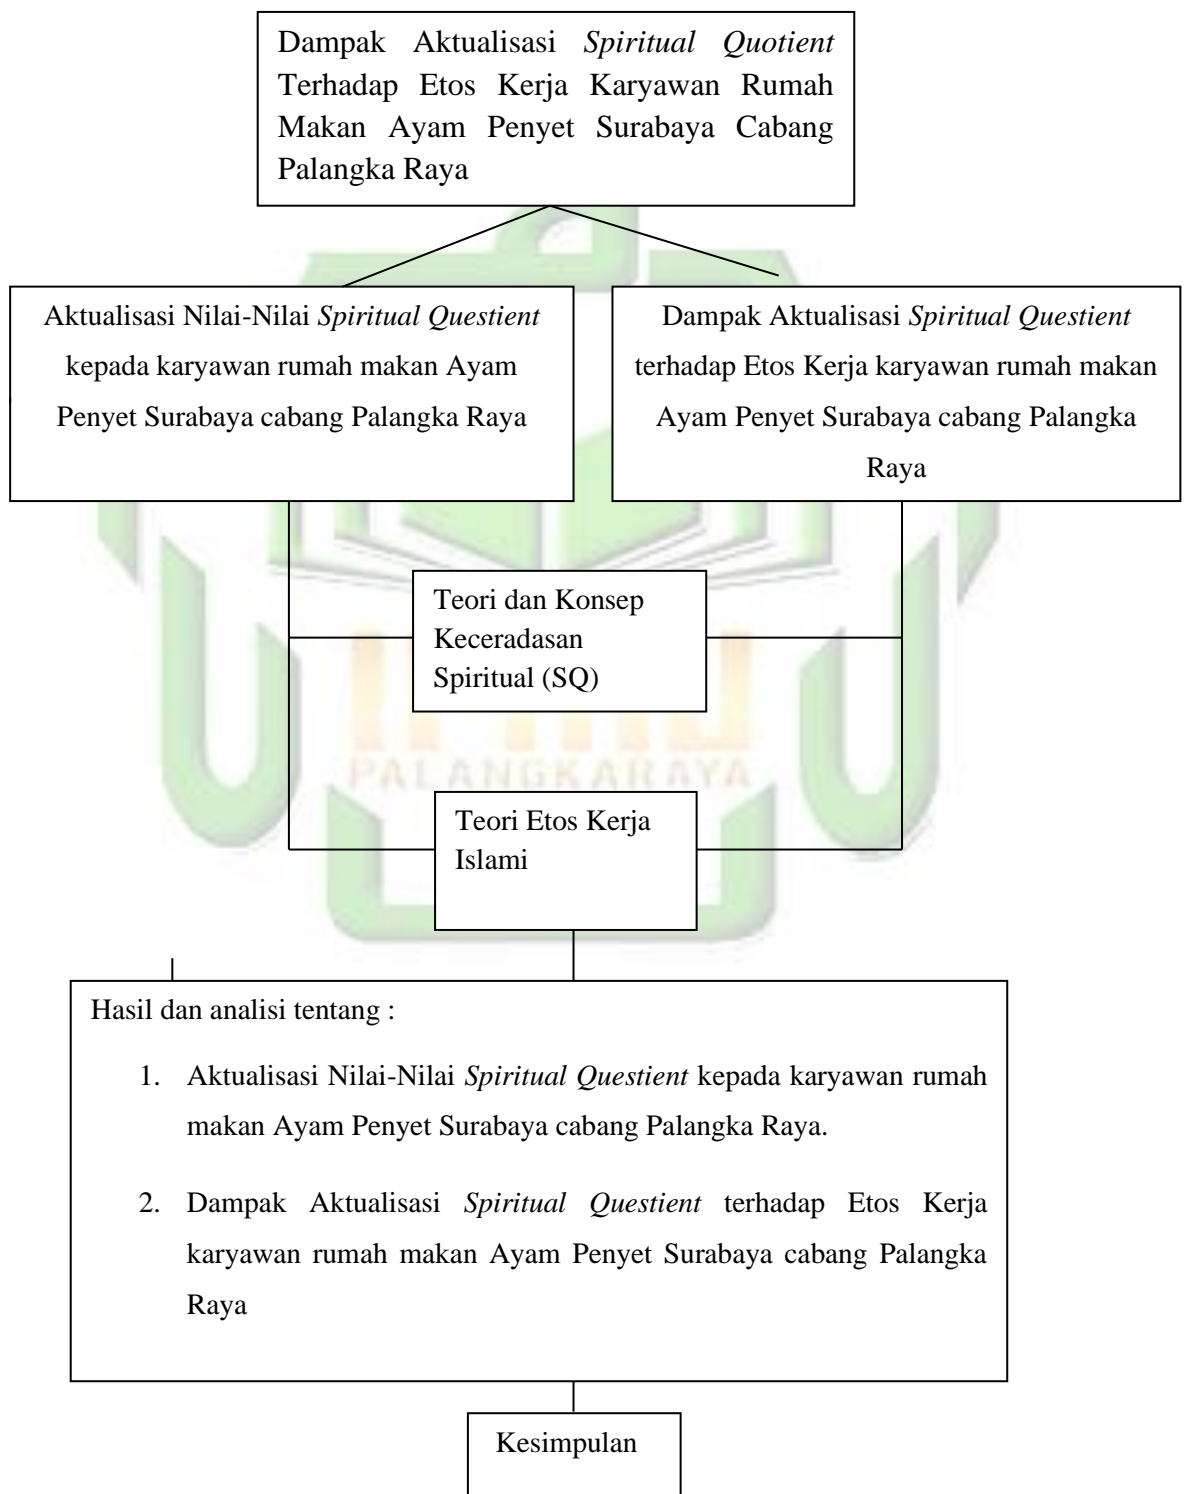 Dampak Aktualisasi Spiritual Quotient
Terhadap Etos Kerja Karyawan Rumah
Makan Ayam Penyet Surabaya Cabang
Palangka Raya
Aktualisasi Nilai-Nilai Spiritual Questient
kepada karyawan rumah makan Ayam
Penyet Surabaya cabang Palangka Raya
Dampak Aktualisasi Spiritual Questient
terhadap Etos Kerja karyawan rumah makan
Ayam Penyet Surabaya cabang Palangka
Raya
Teori dan Konsep
Keceradasan
Spiritual (SQ)
PALANGKARAYA
Teori Etos Kerja
Islami
Hasil dan analisi tentang :
1. Aktualisasi Nilai-Nilai Spiritual Questient kepada karyawan rumah
makan Ayam Penyet Surabaya cabang Palangka Raya.
2. Dampak Aktualisasi Spiritual Questient terhadap Etos Kerja
karyawan rumah makan Ayam Penyet Surabaya cabang Palangka
Raya
Kesimpulan